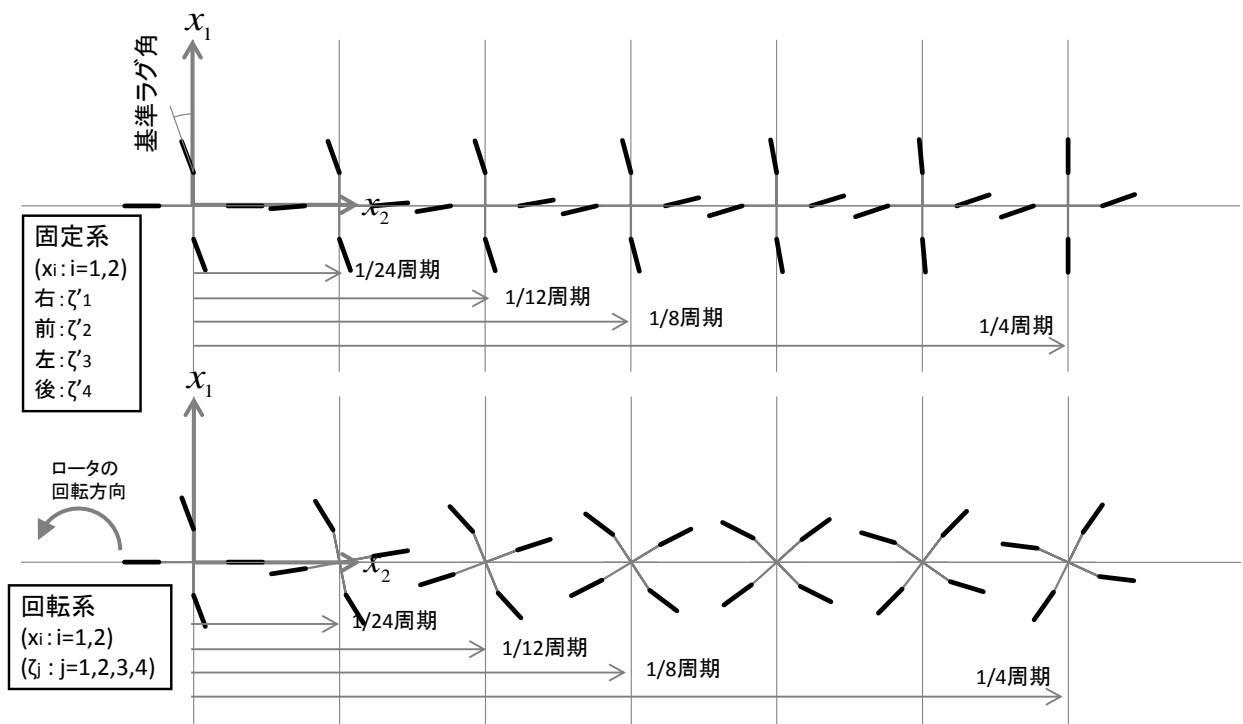 x1
基準ラグ角
x2
固定系
(xi : i=1,2)
右 : ζ'1
前 : ζ'2
左 : ζ'3
後 : ζ'4
1/24周期
1/12周期
1/8周期
1/4周期
x1
ロータの
回転方向
x2
回転系
(xi : i=1,2)
(ζj : j=1,2,3,4)
1/24周期
1/12周期
1/8周期
1/4周期